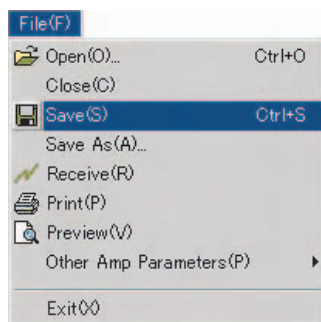 File(F)
Open(O)... Ctrl+O
Close(C)
Save(S) Ctrl+S
Save As(A)...
Receive(R)
Print(P)
Preview(V)
Other Amp Parameters(P)
Exit(X)